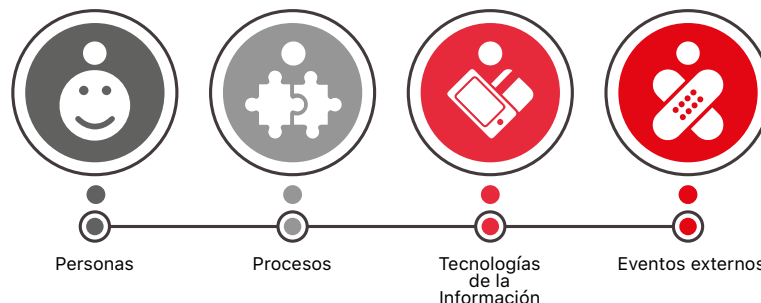 Personas
Procesos
Tecnologías
de la
Información
Eventos externos